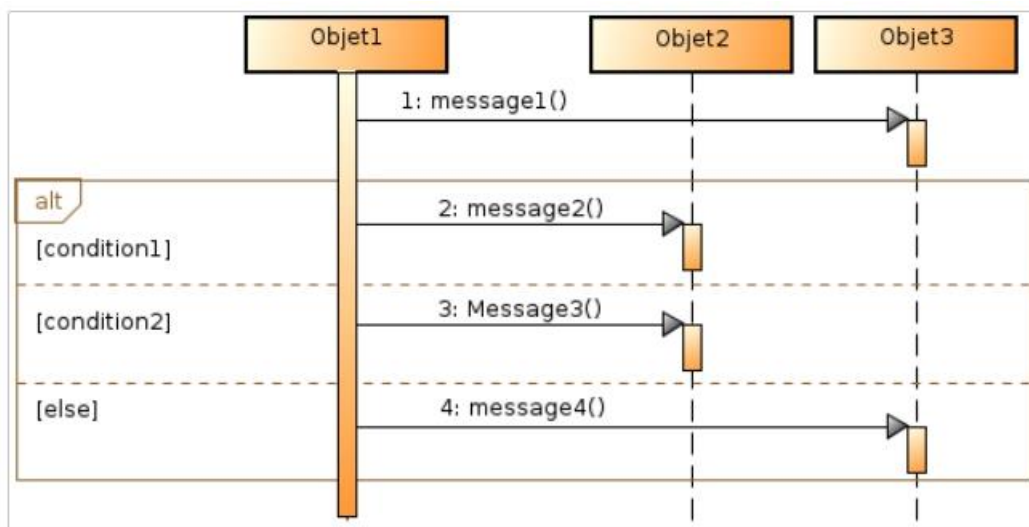 Objet1
Objet2
Objet3
1: message1()
alt
2: message2()
[condition1]
3: Message3()
[condition2]
4: message4()
[else]